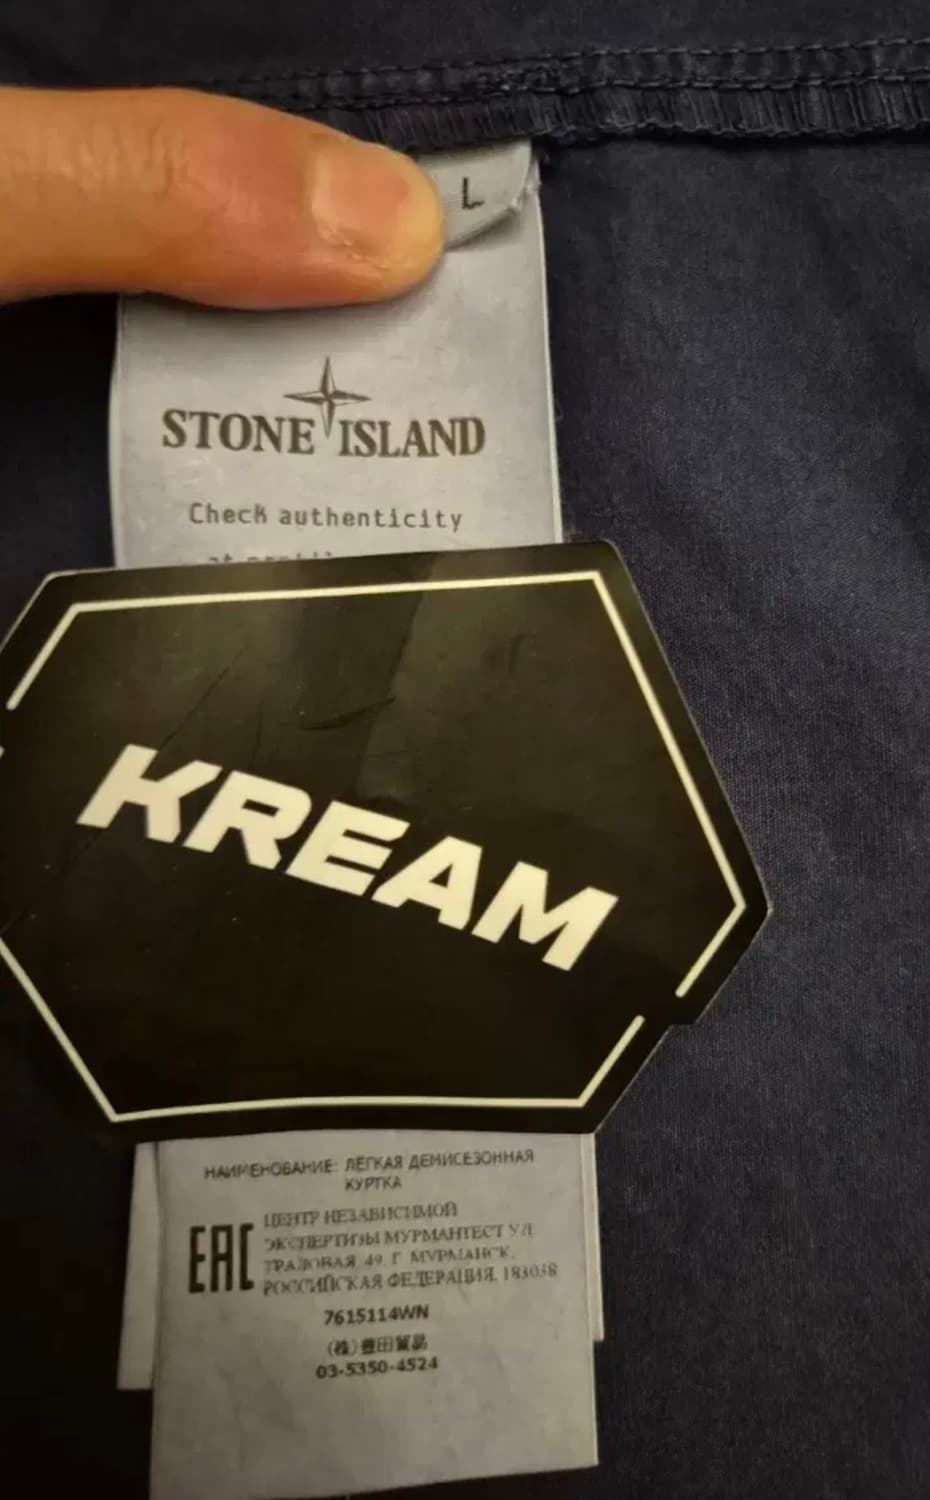 L
STONE ISLAND
Check authenticity
KREAM
НАИМЕНОВАНИЕ: ЛЁГКАЯ ДЕМИСЕЗОННАЯ
КУРТКА
EAC
ЦЕНТР НЕЗАВИСИМОЙ
ЭКСПЕРТИЗЫ МУРМАНТЕСТ УЛ.
ТРАЛОВАЯ 49, Г. МУРМАНСК,
РОССИЙСКАЯ ФЕДЕРАЦИЯ, 183038
7615114WN
(株)豊田貿易
03-5350-4524